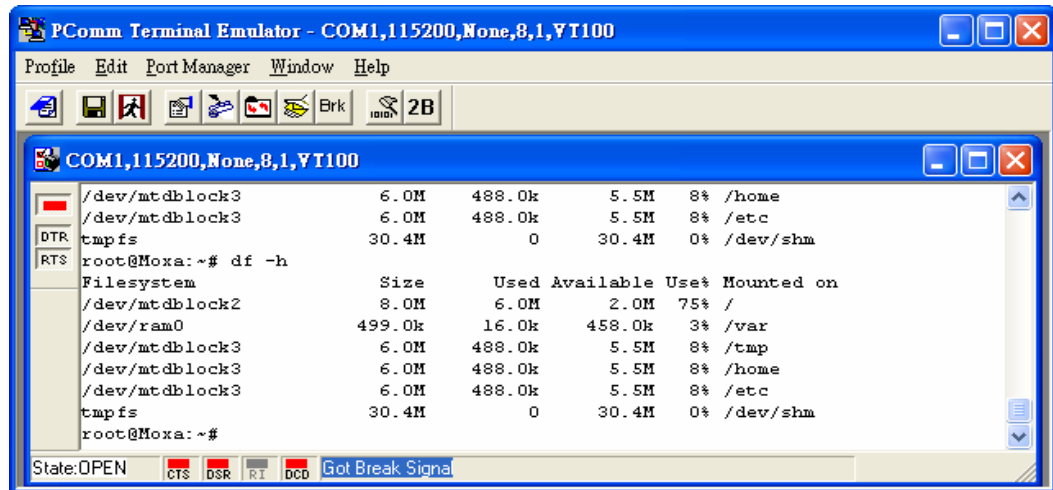 PComm Terminal Emulator - COM1,115200,None,8,1,VT100
Profile Edit Port Manager Window Help
Brk 2B
COM1,115200,None,8,1,VT100
/dev/mtdblock3 6.0M 488.0k 5.5M 8% /home
/dev/mtdblock3 6.0M 488.0k 5.5M 8% /etc
DTR
tmpfs 30.4M 0 30.4M 0% /dev/shm
RTS
root@Moxa:~# df -h
Filesystem Size Used Available Use% Mounted on
/dev/mtdblock2 8.0M 6.0M 2.0M 75% /
/dev/ram0 499.0k 16.0k 458.0k 3% /var
/dev/mtdblock3 6.0M 488.0k 5.5M 8% /tmp
/dev/mtdblock3 6.0M 488.0k 5.5M 8% /home
/dev/mtdblock3 6.0M 488.0k 5.5M 8% /etc
tmpfs 30.4M 0 30.4M 0% /dev/shm
root@Moxa:~#
State:OPEN CTS DSR RI DCD Got Break Signal